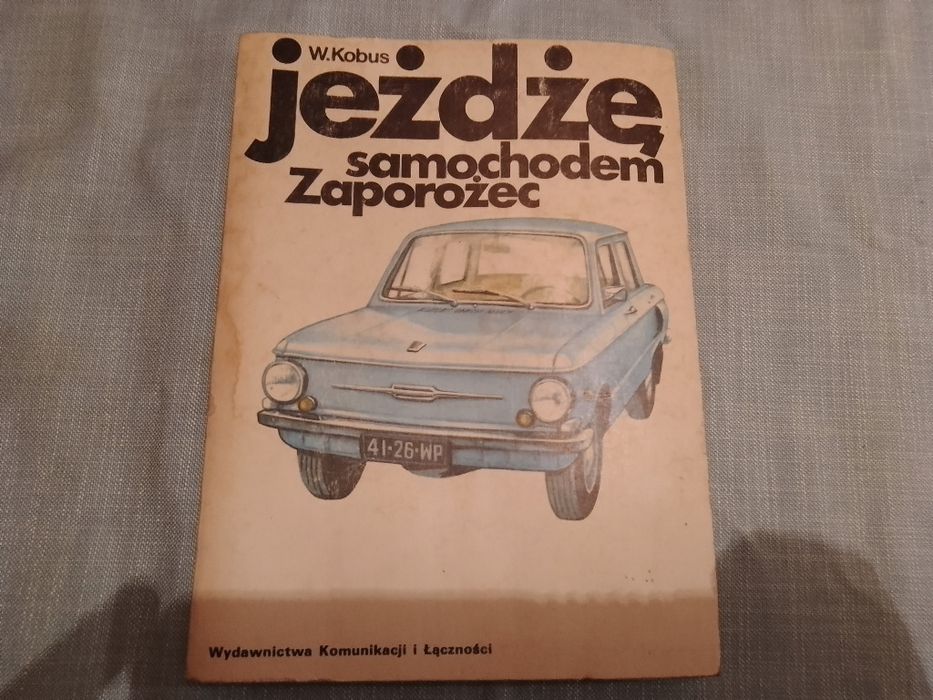 W.Kobus
jeżdżę
samochodem
Zaporożec
41-26-WP
Wydawnictwa Komunikacji i Łączności